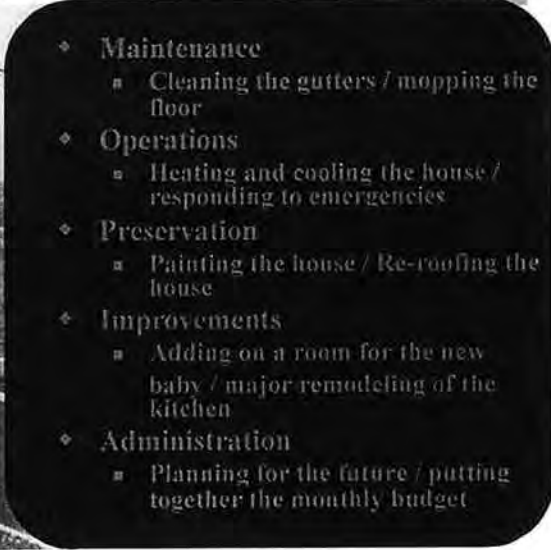 ❖ Maintenance
▪ Cleaning the gutters / mopping the
floor
❖ Operations
▪ Heating and cooling the house /
responding to emergencies
❖ Preservation
▪ Painting the house / Re-roofing the
house
❖ Improvements
▪ Adding on a room for the new
baby / major remodeling of the
kitchen
❖ Administration
▪ Planning for the future / putting
together the monthly budget